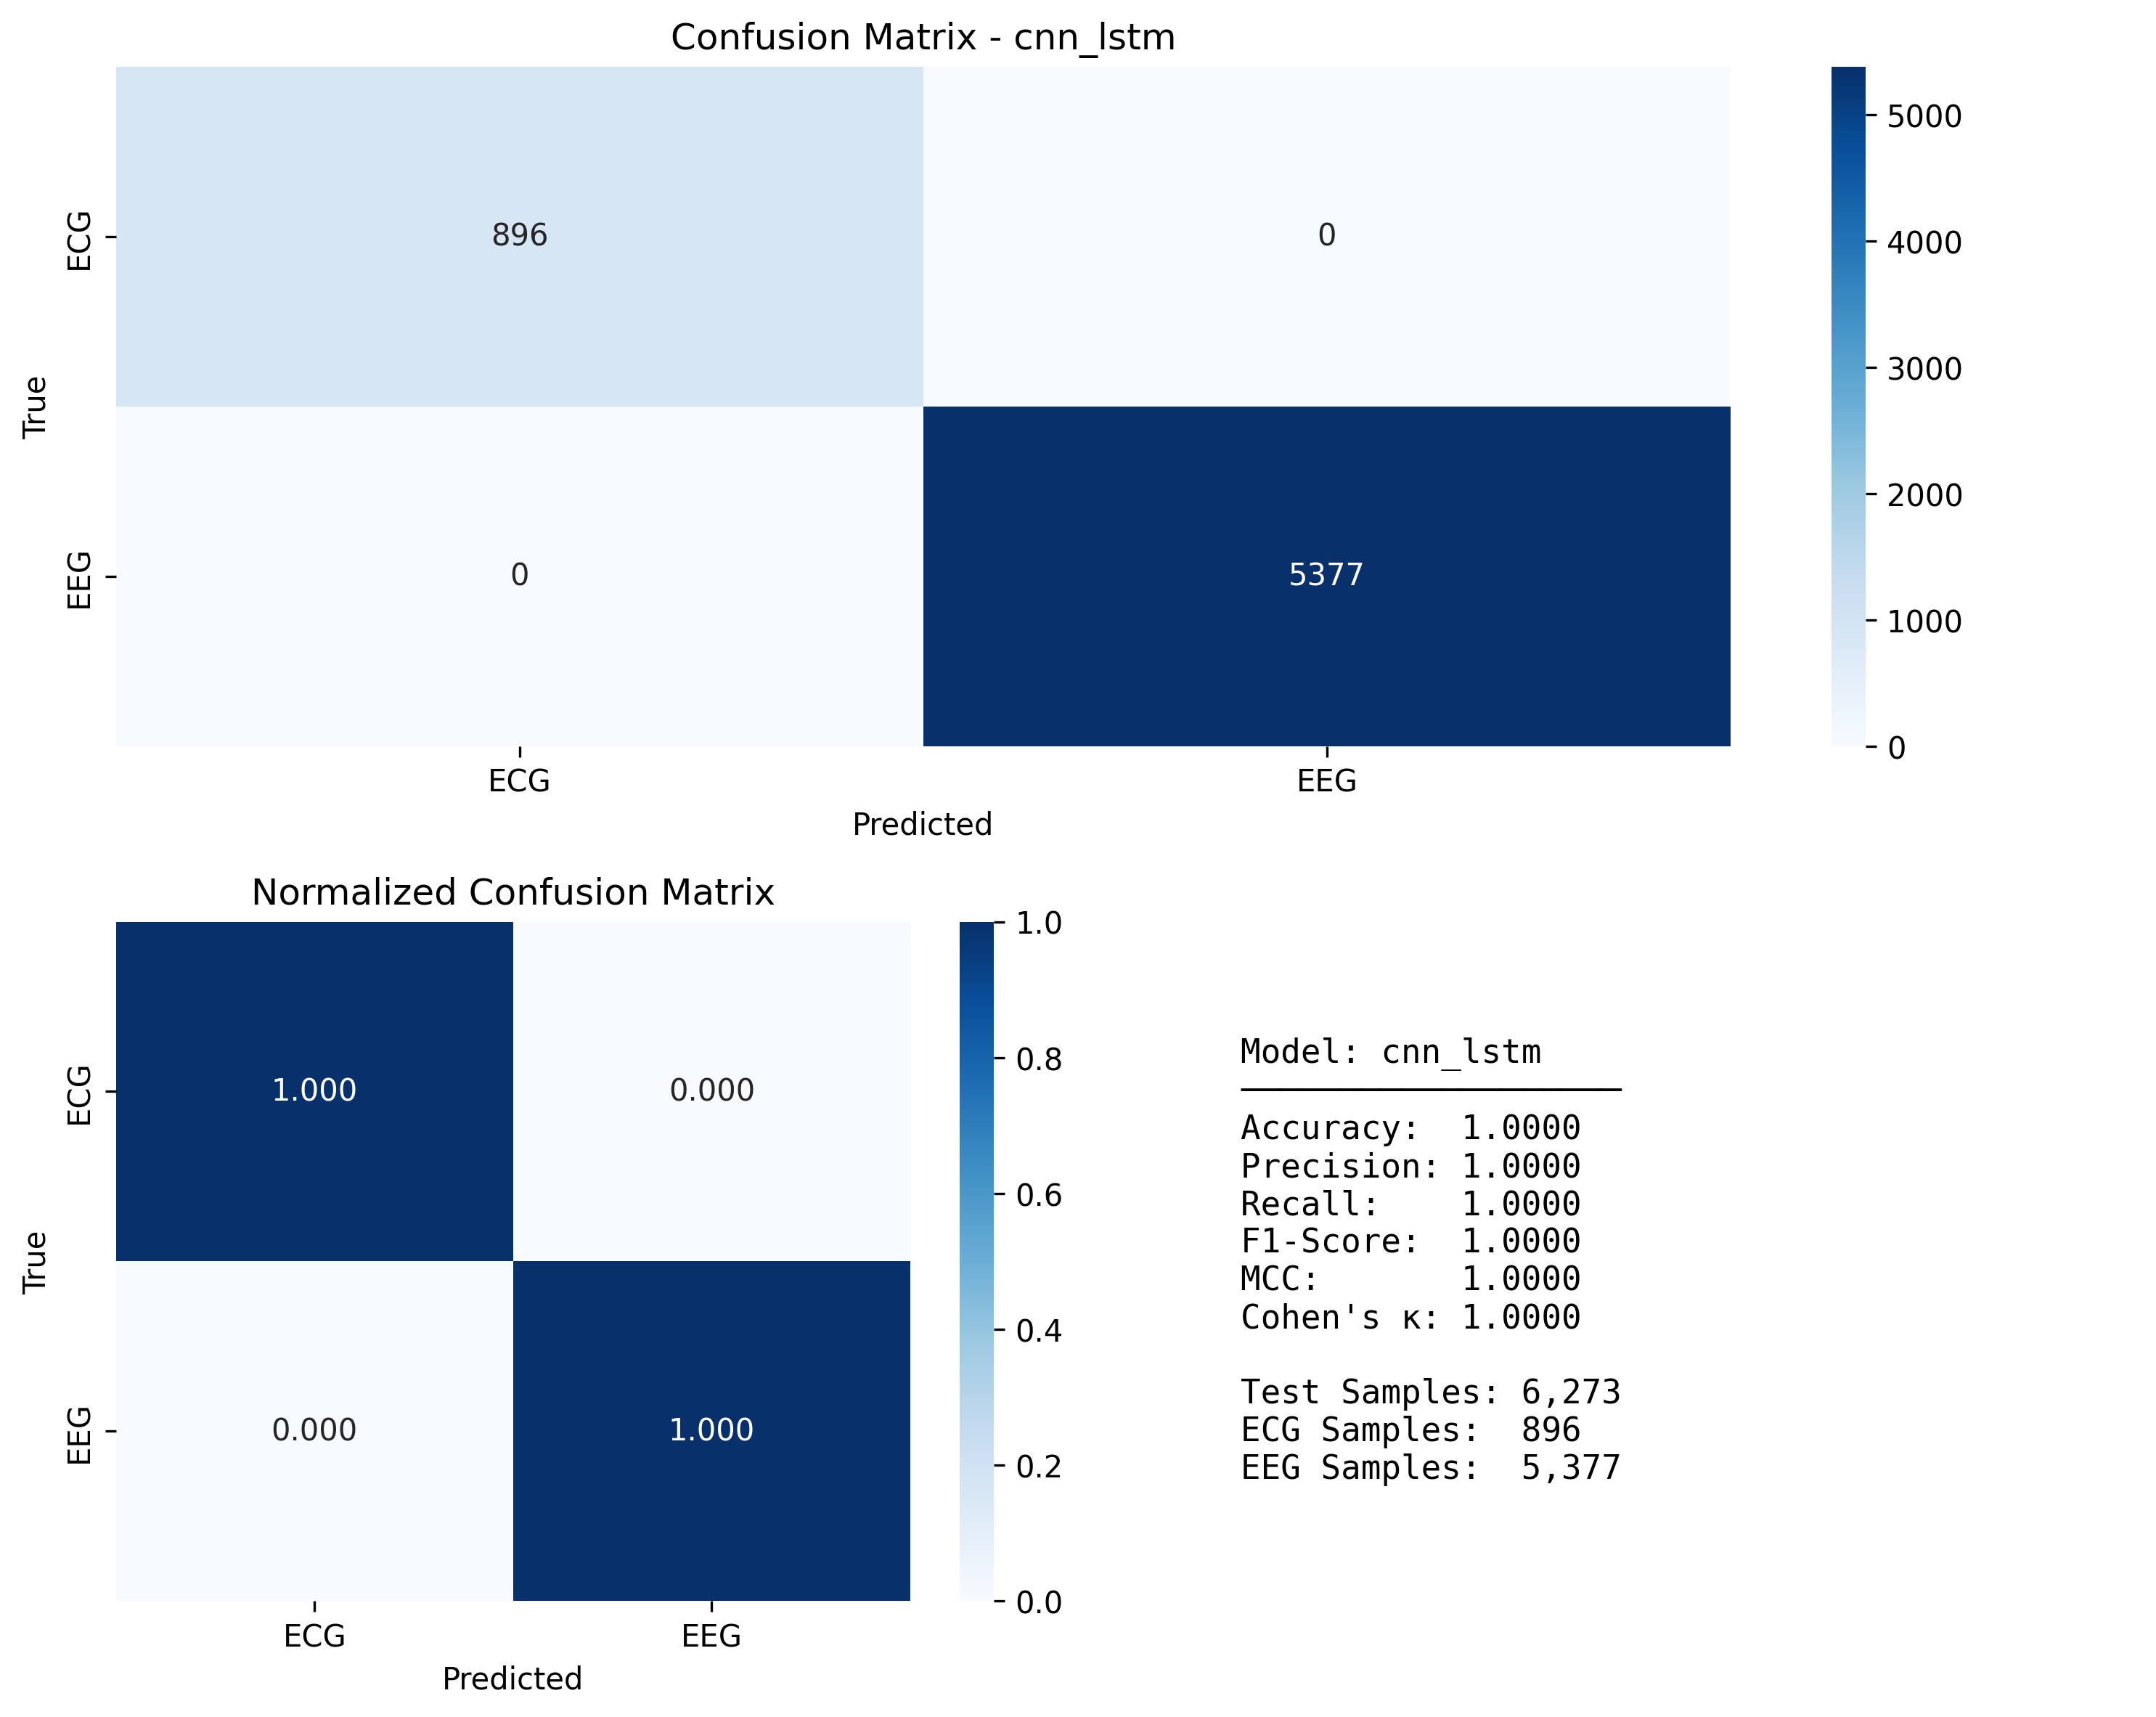 Confusion Matrix - cnn_lstm
True
ECG
896
0
EEG
0
5377
ECG
EEG
Predicted
5000
4000
3000
2000
1000
0
Normalized Confusion Matrix
True
ECG
1.000
0.000
EEG
0.000
1.000
ECG
EEG
Predicted
1.0
0.8
0.6
0.4
0.2
0.0
Model: cnn_lstm
Accuracy: 1.0000
Precision: 1.0000
Recall: 1.0000
F1-Score: 1.0000
MCC: 1.0000
Cohen's κ: 1.0000
Test Samples: 6,273
ECG Samples: 896
EEG Samples: 5,377